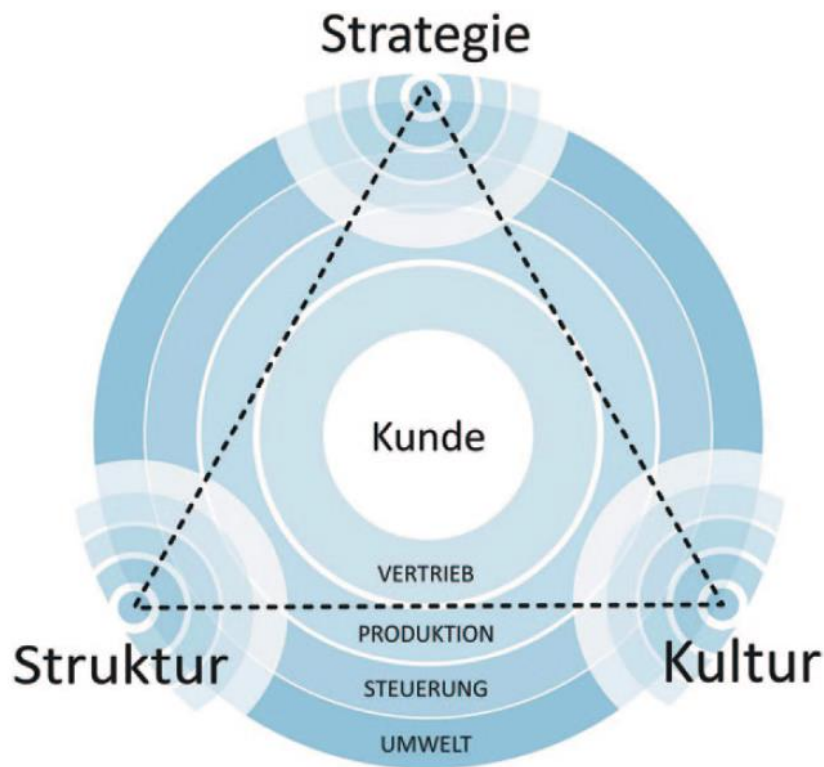 Strategie
Kunde
VERTRIEB
PRODUKTION
Struktur
Kultur
STEUERUNG
UMWELT